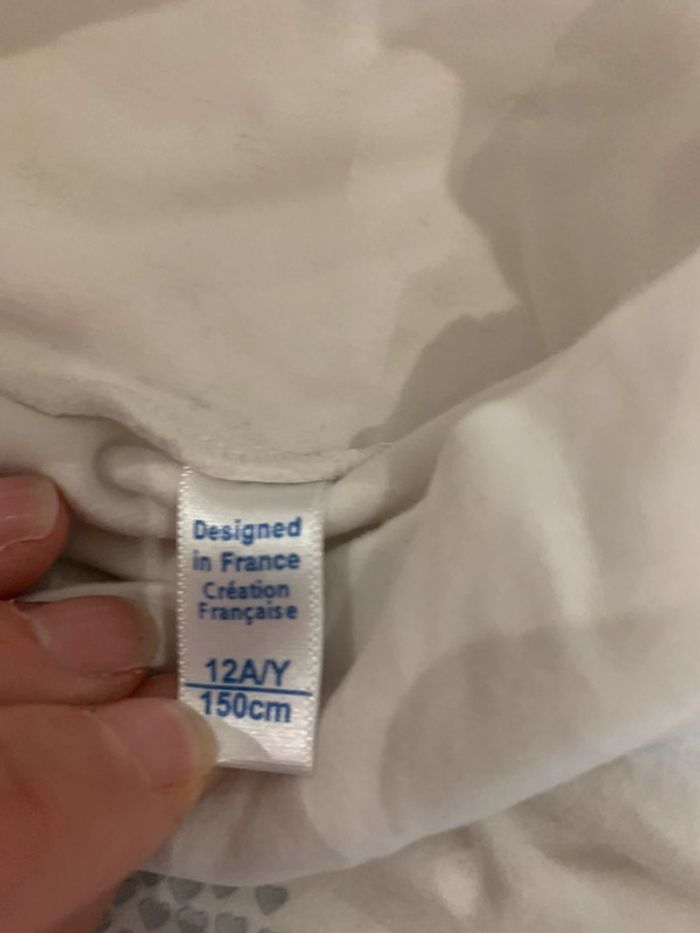 Designed
in France
Création
Française
12A/Y
150cm